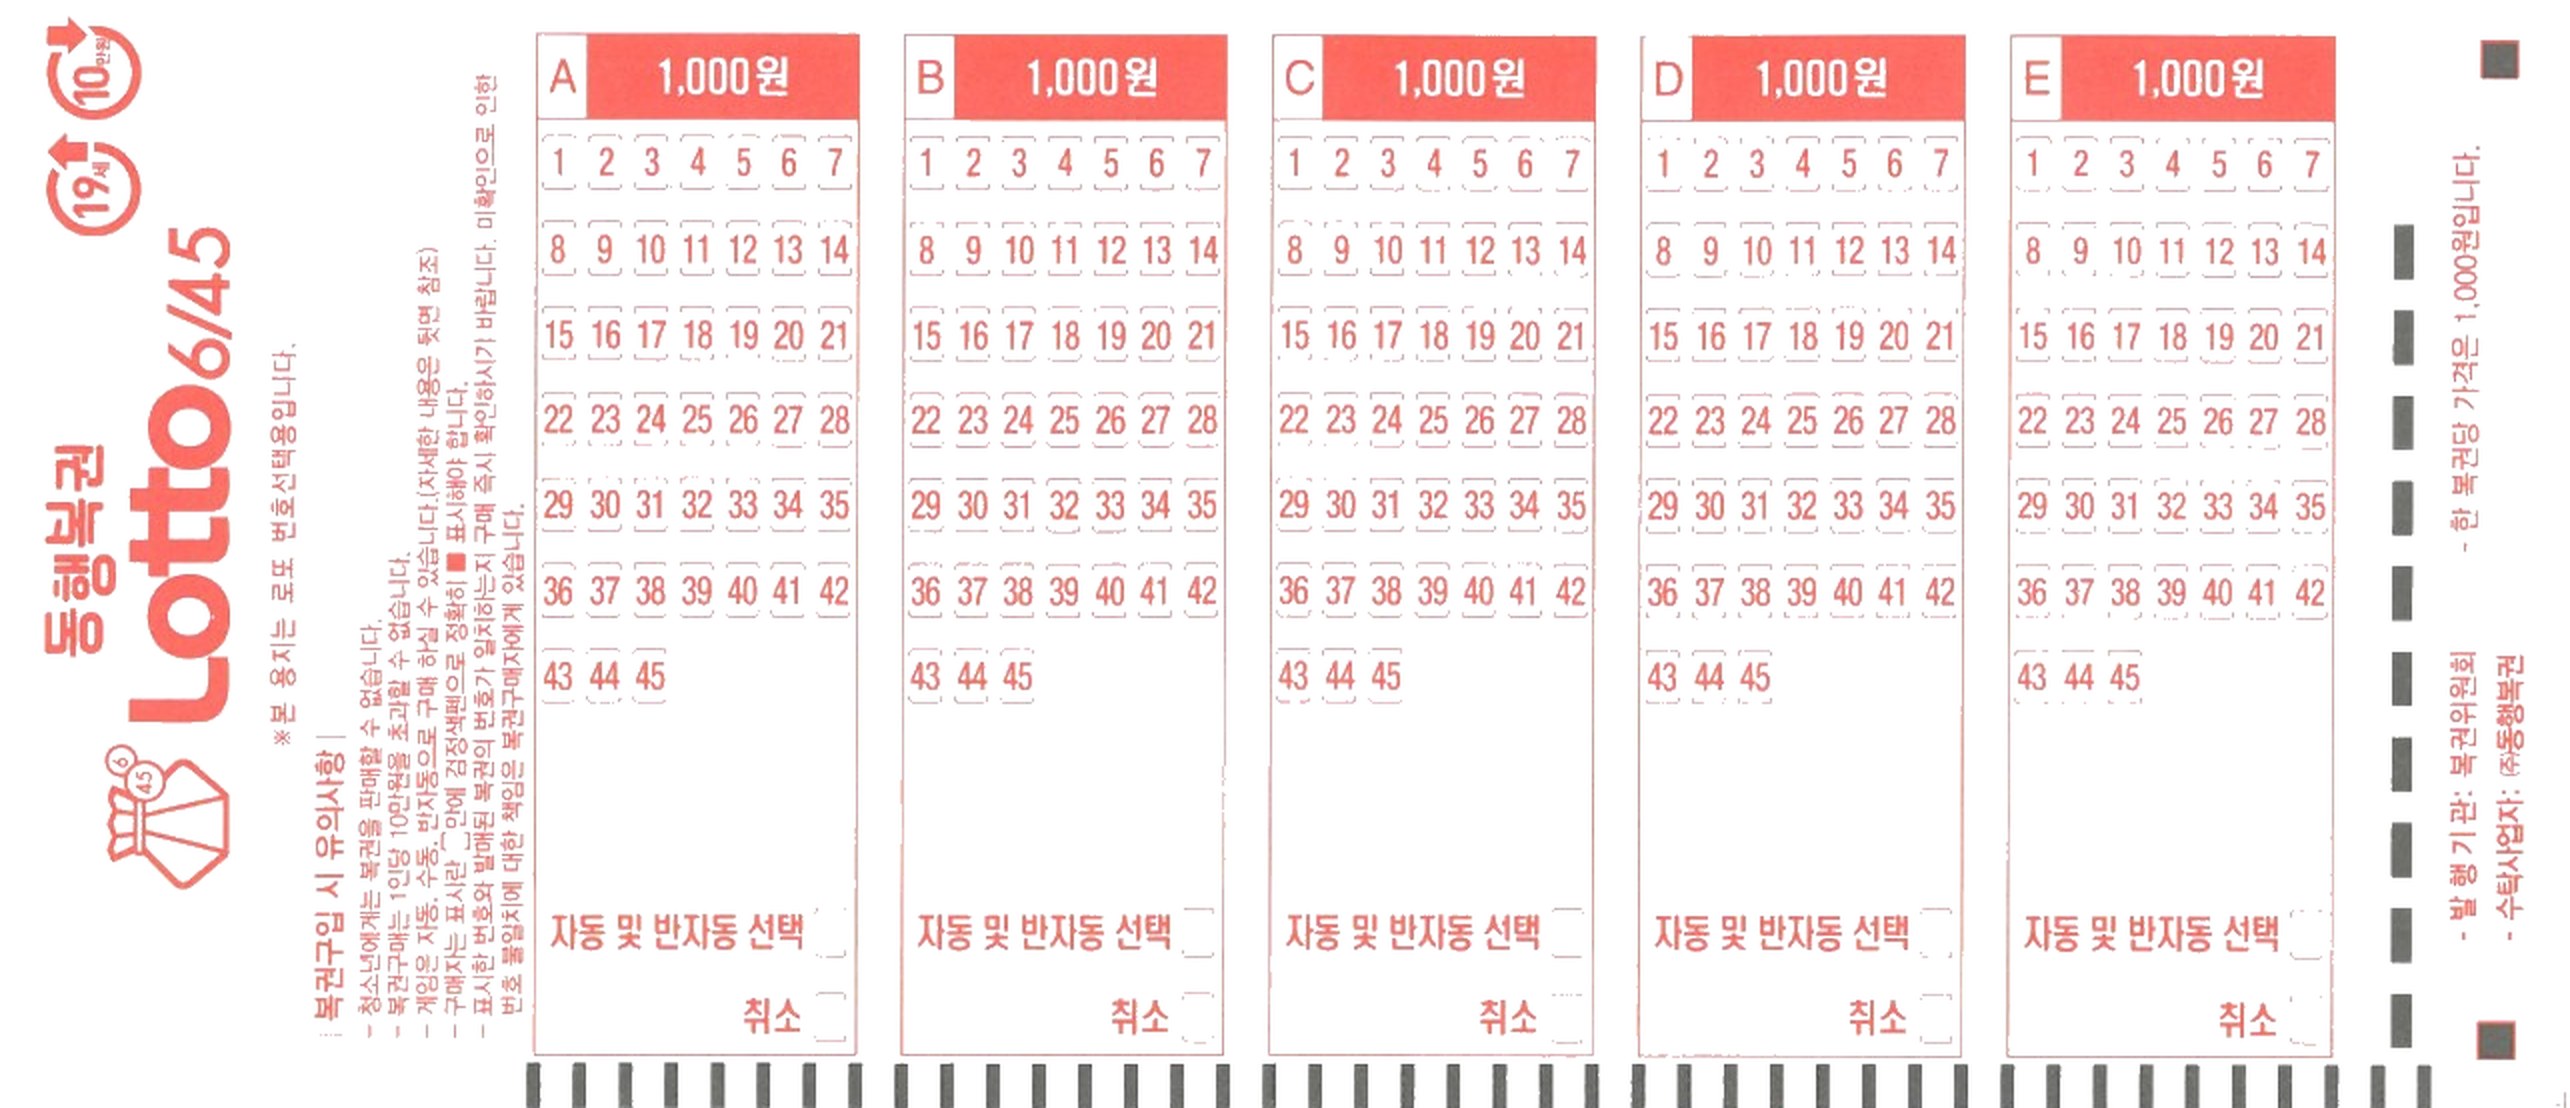 동행복권
Lotto6/45
19세
10만원
6
45
※본 용지는 로또 번호선택용입니다.
복권구입 시 유의사항
- 청소년에게는 복권을 판매할 수 없습니다.
- 복권구매는 1인당 10만원을 초과할 수 없습니다.
- 게임은 자동, 수동, 반자동으로 구매 하실 수 있습니다.(자세한 내용은 뒷면 참조)
- 구매자는 표시란 [ ] 안에 검정색펜으로 정확히 ■ 표시해야 합니다.
- 표시한 번호와 발매된 복권의 번호가 일치하는지 구매 즉시 확인하시기 바랍니다. 미확인으로 인한
번호 불일치에 대한 책임은 복권구매자에게 있습니다.
A 1,000원
1 2 3 4 5 6 7
8 9 10 11 12 13 14
15 16 17 18 19 20 21
22 23 24 25 26 27 28
29 30 31 32 33 34 35
36 37 38 39 40 41 42
43 44 45
자동 및 반자동 선택
취소
B 1,000원
1 2 3 4 5 6 7
8 9 10 11 12 13 14
15 16 17 18 19 20 21
22 23 24 25 26 27 28
29 30 31 32 33 34 35
36 37 38 39 40 41 42
43 44 45
자동 및 반자동 선택
취소
C 1,000원
1 2 3 4 5 6 7
8 9 10 11 12 13 14
15 16 17 18 19 20 21
22 23 24 25 26 27 28
29 30 31 32 33 34 35
36 37 38 39 40 41 42
43 44 45
자동 및 반자동 선택
취소
D 1,000원
1 2 3 4 5 6 7
8 9 10 11 12 13 14
15 16 17 18 19 20 21
22 23 24 25 26 27 28
29 30 31 32 33 34 35
36 37 38 39 40 41 42
43 44 45
자동 및 반자동 선택
취소
E 1,000원
1 2 3 4 5 6 7
8 9 10 11 12 13 14
15 16 17 18 19 20 21
22 23 24 25 26 27 28
29 30 31 32 33 34 35
36 37 38 39 40 41 42
43 44 45
자동 및 반자동 선택
취소
- 발 행 기 관: 복권위원회
- 한 복권당 가격은 1,000원입니다.
- 수탁사업자: ㈜동행복권